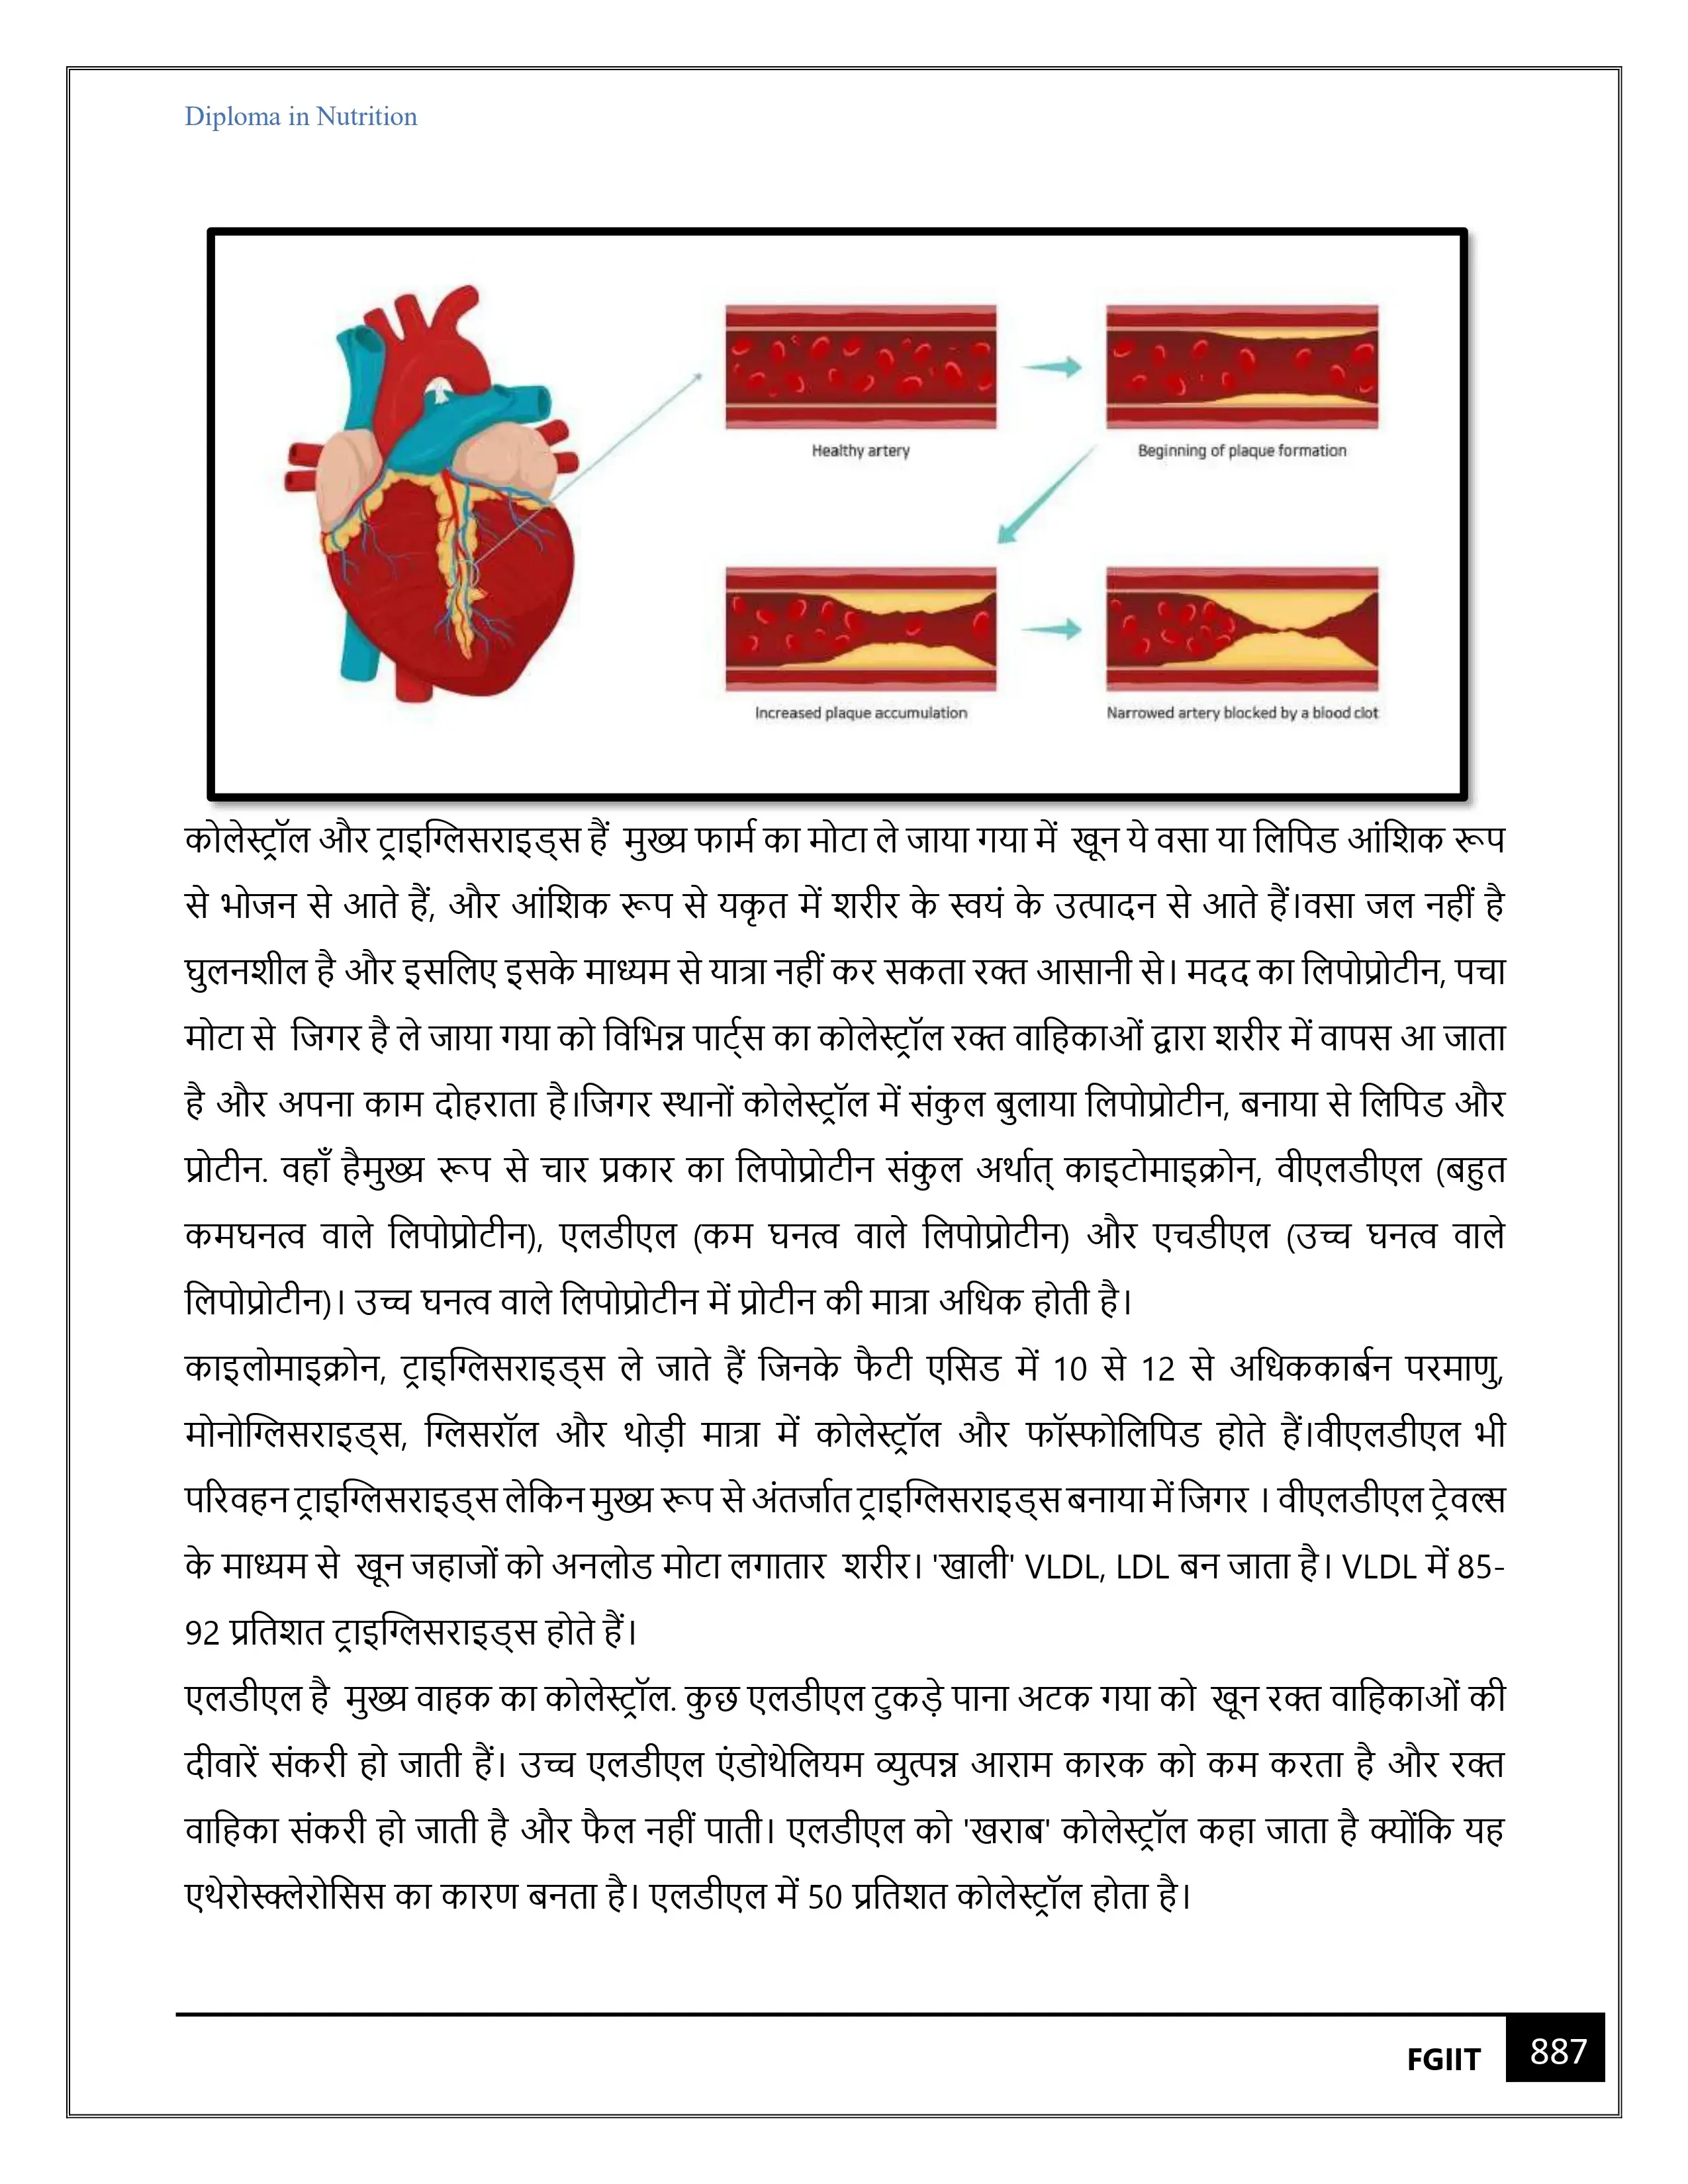 Diploma in Nutrition
Healthy artery
Beginning of plaque formation
Increased plaque accumulation
Narrowed artery blocked by a blood clot
कोलेस्ट्रॉल और ट्राइग्लिसराइड्स हैं मुख्य फार्म का मोटा ले जाया गया में खून ये वसा या लिपिड आंशिक रूप
से भोजन से आते हैं, और आंशिक रूप से यकृत में शरीर के स्वयं के उत्पादन से आते हैं।वसा जल नहीं है
घुलनशील है और इसलिए इसके माध्यम से यात्रा नहीं कर सकता रक्त आसानी से। मदद का लिपोप्रोटीन, पचा
मोटा से जिगर है ले जाया गया को विभिन्न पार्ट्स का कोलेस्ट्रॉल रक्त वाहिकाओं द्वारा शरीर में वापस आ जाता
है और अपना काम दोहराता है।जिगर स्थानों कोलेस्ट्रॉल में संकुल बुलाया लिपोप्रोटीन, बनाया से लिपिड और
प्रोटीन. वहाँ हैमुख्य रूप से चार प्रकार का लिपोप्रोटीन संकुल अर्थात् काइटोमाइक्रोन, वीएलडीएल (बहुत
कमघनत्व वाले लिपोप्रोटीन), एलडीएल (कम घनत्व वाले लिपोप्रोटीन) और एचडीएल (उच्च घनत्व वाले
लिपोप्रोटीन)। उच्च घनत्व वाले लिपोप्रोटीन में प्रोटीन की मात्रा अधिक होती है।
काइलोमाइक्रोन, ट्राइग्लिसराइड्स ले जाते हैं जिनके फैटी एसिड में 10 से 12 से अधिककार्बन परमाणु,
मोनोग्लिसराइड्स, ग्लिसरॉल और थोड़ी मात्रा में कोलेस्ट्रॉल और फॉस्फोलिपिड होते हैं।वीएलडीएल भी
परिवहन ट्राइग्लिसराइड्स लेकिन मुख्य रूप से अंतर्जात ट्राइग्लिसराइड्स बनाया में जिगर । वीएलडीएल ट्रेवल्स
के माध्यम से खून जहाजों को अनलोड मोटा लगातार शरीर। 'खाली' VLDL, LDL बन जाता है। VLDL में 85-
92 प्रतिशत ट्राइग्लिसराइड्स होते हैं।
एलडीएल है मुख्य वाहक का कोलेस्ट्रॉल. कुछ एलडीएल टुकड़े पाना अटक गया को खून रक्त वाहिकाओं की
दीवारें संकरी हो जाती हैं। उच्च एलडीएल एंडोथेलियम व्युत्पन्न आराम कारक को कम करता है और रक्त
वाहिका संकरी हो जाती है और फैल नहीं पाती। एलडीएल को 'खराब' कोलेस्ट्रॉल कहा जाता है क्योंकि यह
एथेरोस्क्लेरोसिस का कारण बनता है। एलडीएल में 50 प्रतिशत कोलेस्ट्रॉल होता है।
FGIIT 887